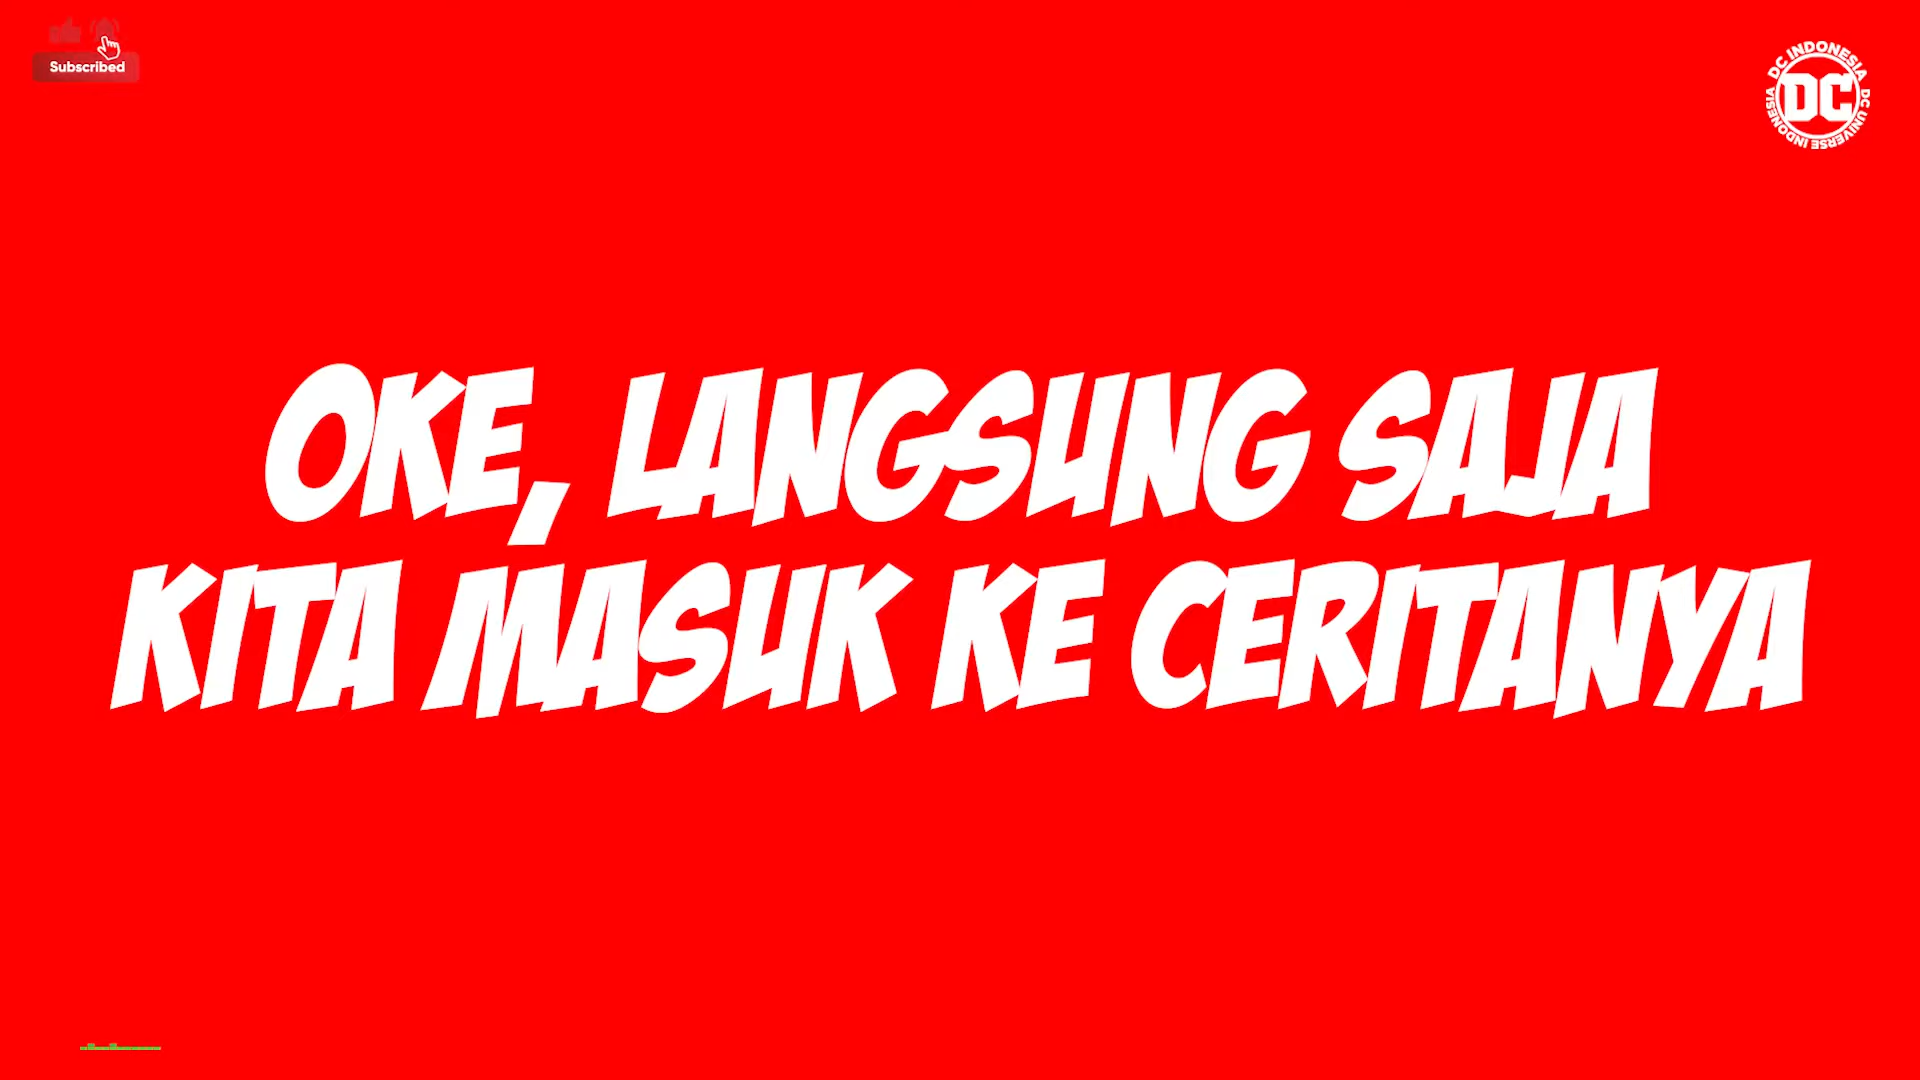 Subscribed
DC INDONESIA
DC
DC UNIVERSE INDONESIA
OKE, LANGSUNG SAJA
KITA MASUK KE CERITANYA